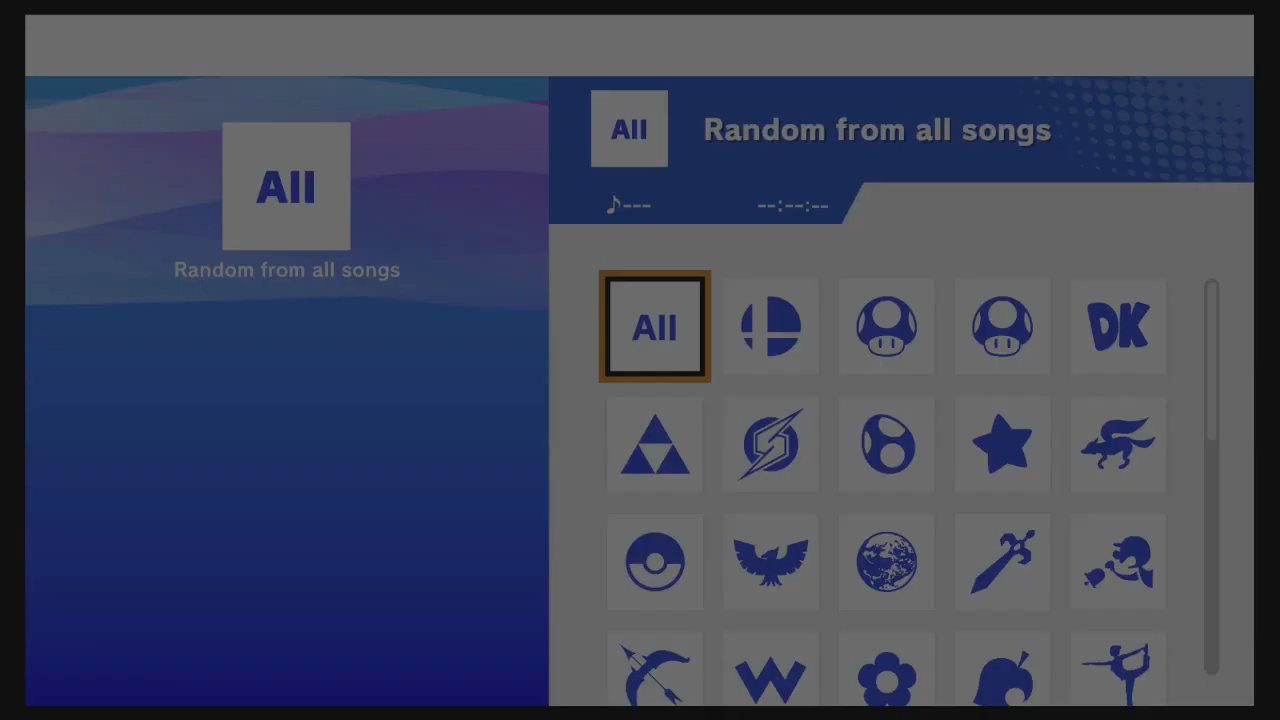 All
Random from all songs
All
Random from all songs
♪--- --:--:--
All
DK